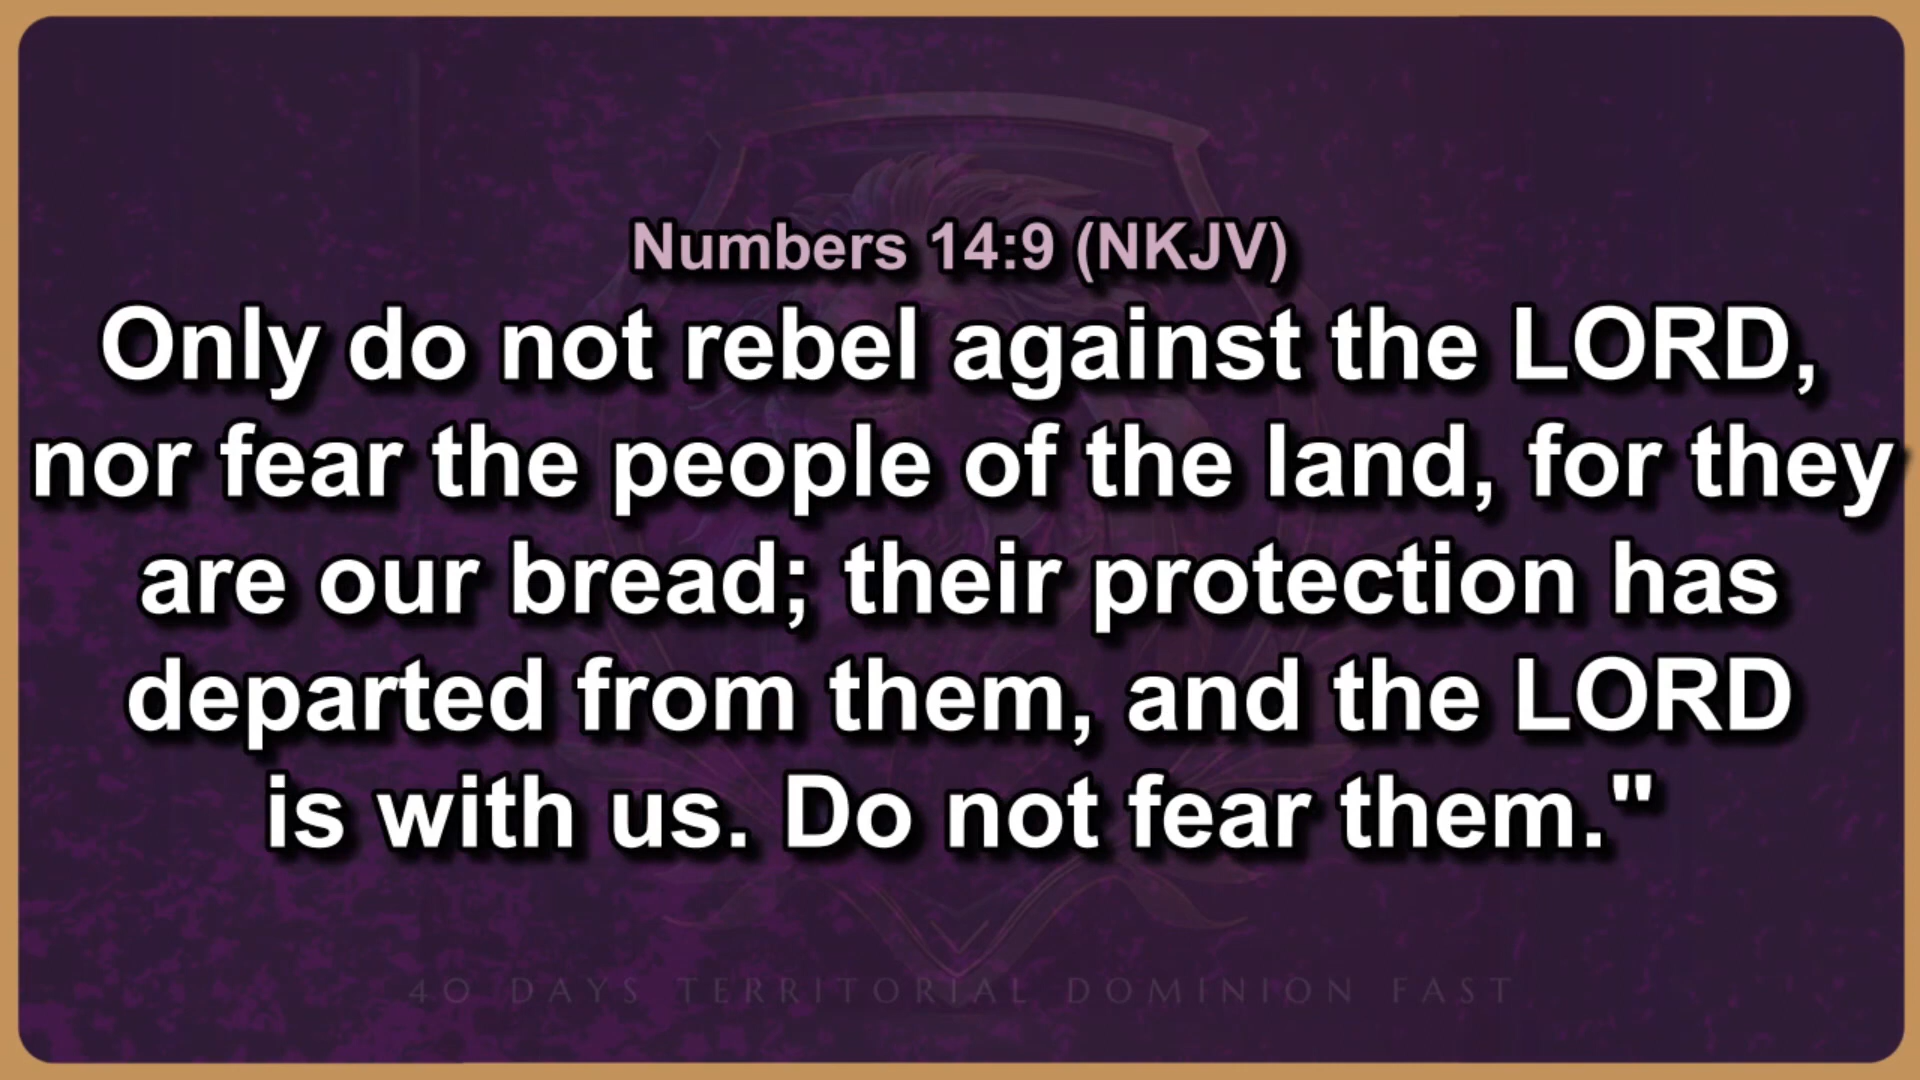 Numbers 14:9 (NKJV)
Only do not rebel against the LORD,
nor fear the people of the land, for they
are our bread; their protection has
departed from them, and the LORD
is with us. Do not fear them."
40 DAYS TERRITORIAL DOMINION FAST